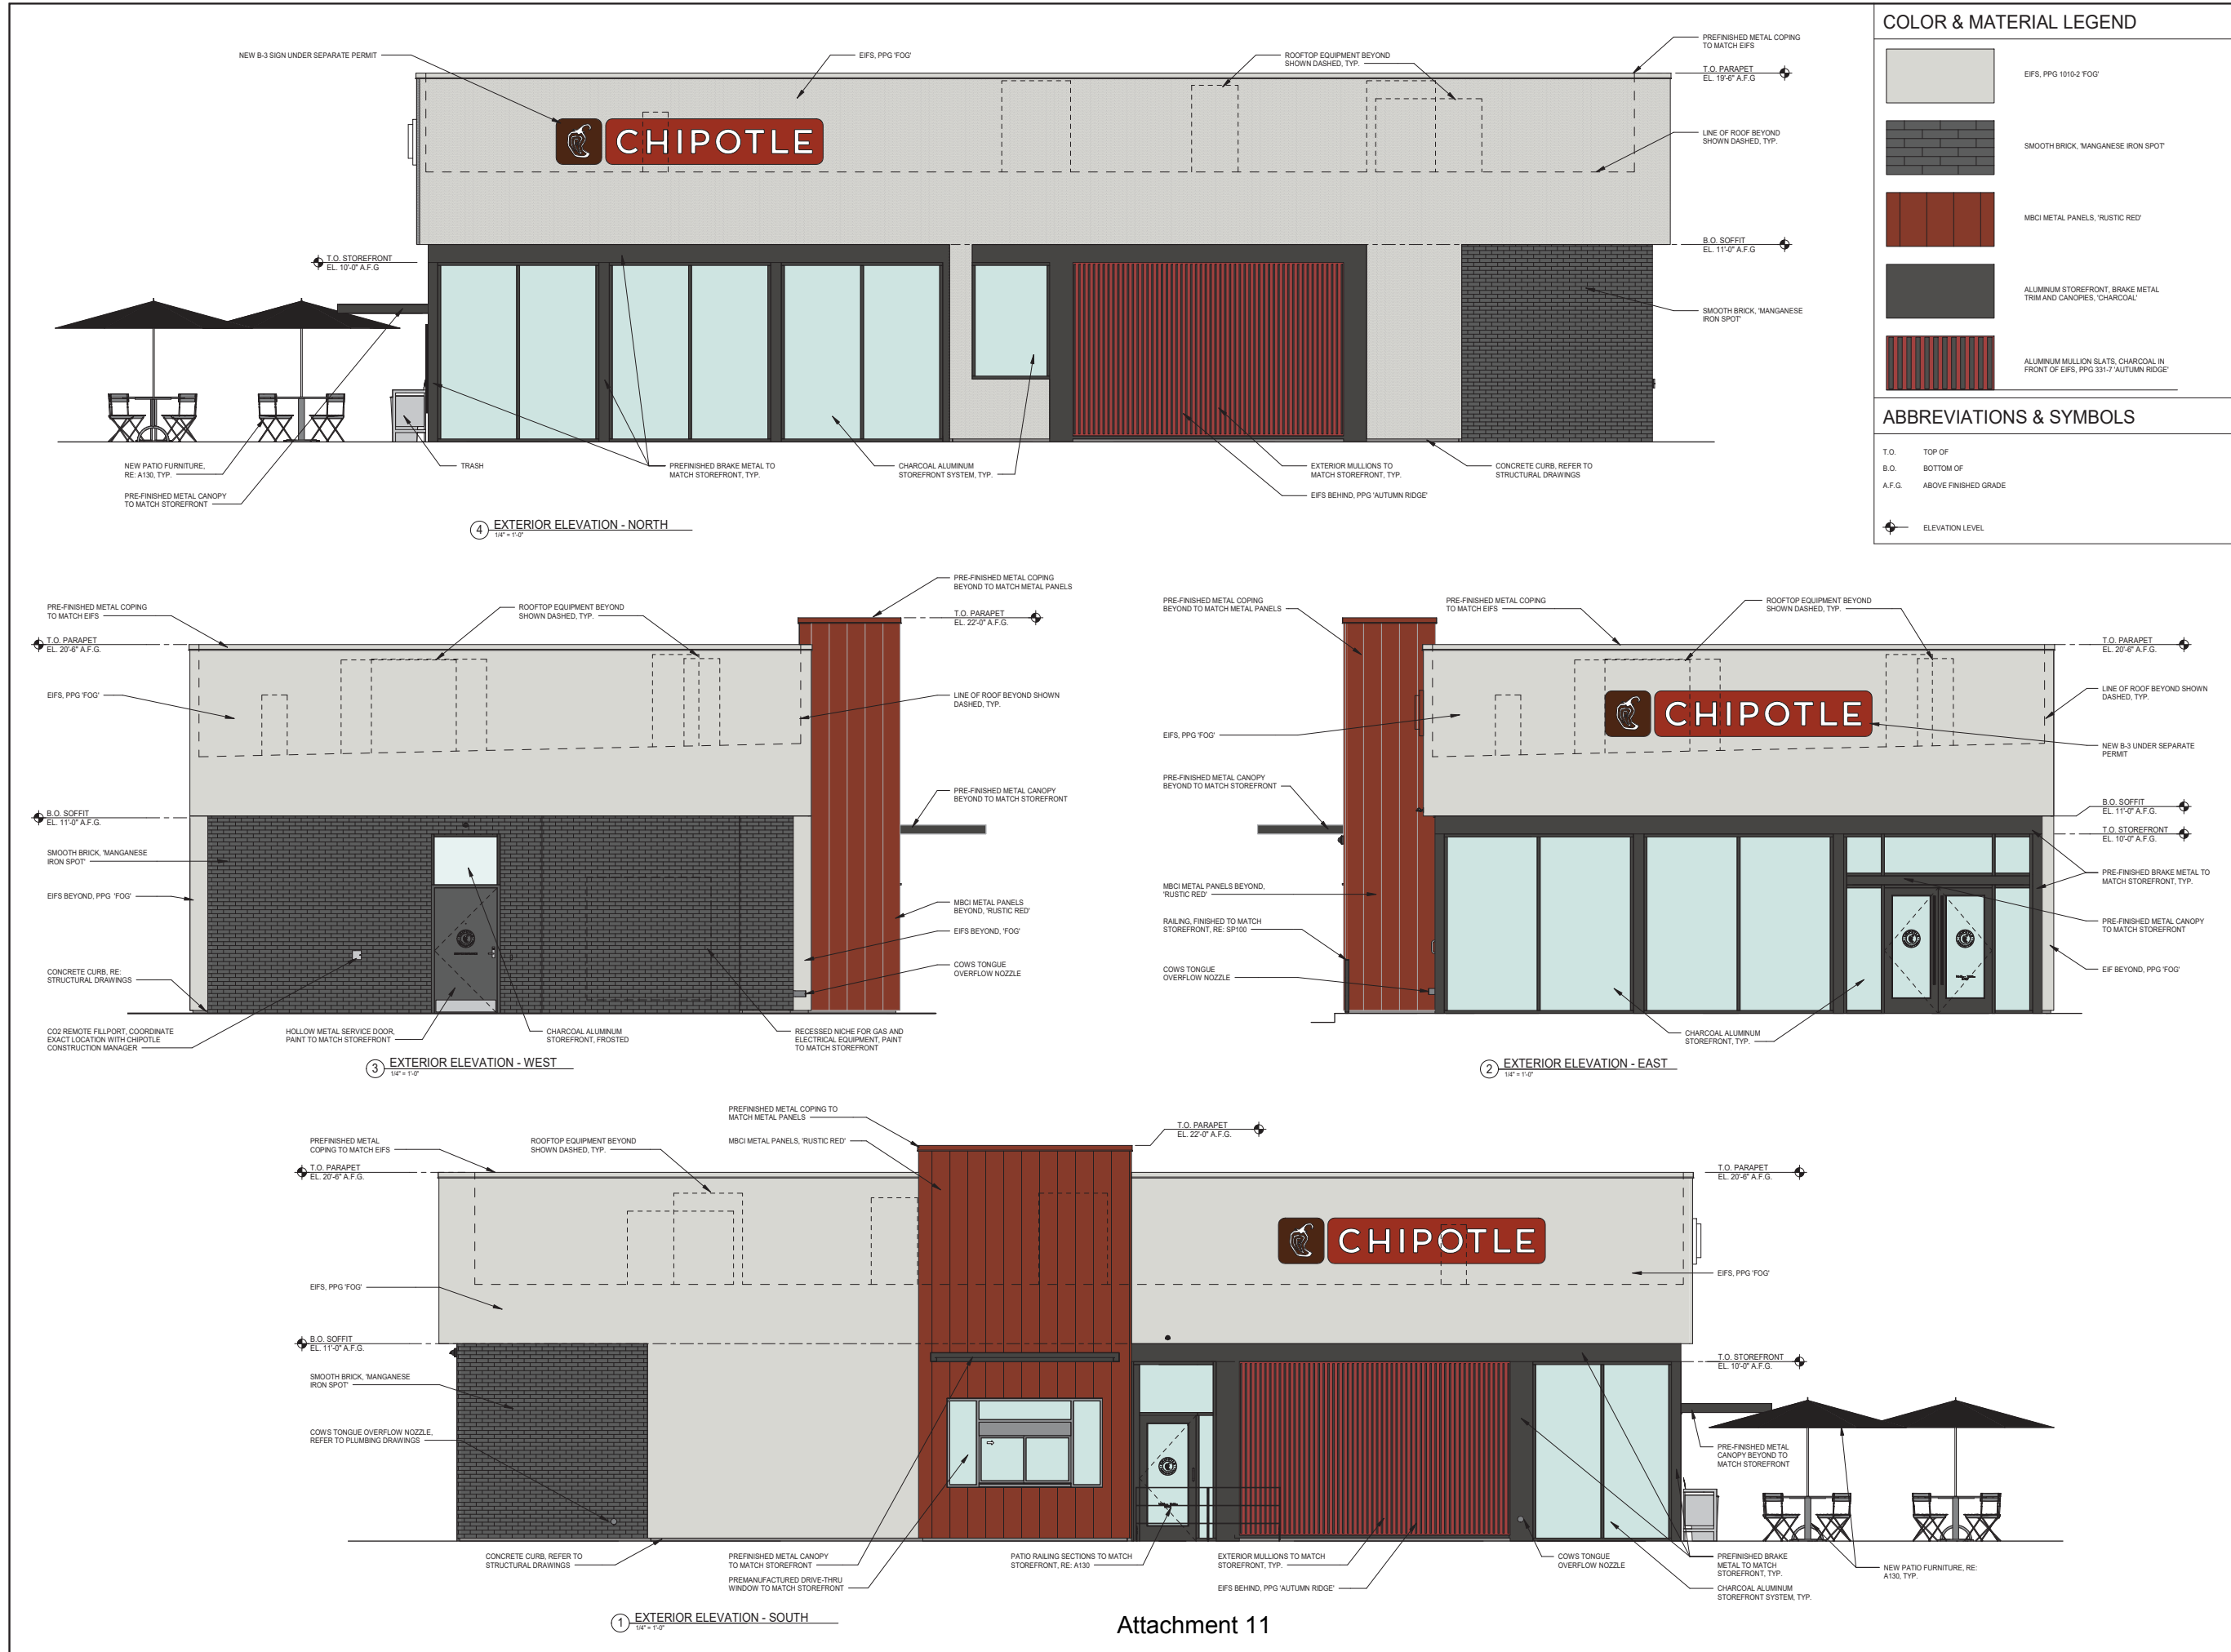 NEW B-3 SIGN UNDER SEPARATE PERMIT
EIFS, PPG 'FOG'
ROOFTOP EQUIPMENT BEYOND
SHOWN DASHED, TYP.
PREFINISHED METAL COPING
TO MATCH EIFS
T.O. PARAPET
EL. 19'-6" A.F.G
CHIPOTLE
LINE OF ROOF BEYOND
SHOWN DASHED, TYP.
T.O. STOREFRONT
EL. 10'-0" A.F.G
B.O. SOFFIT
EL. 11'-0" A.F.G
SMOOTH BRICK, 'MANGANESE
IRON SPOT'
NEW PATIO FURNITURE,
RE: A130, TYP.
PRE-FINISHED METAL CANOPY
TO MATCH STOREFRONT
TRASH
PREFINISHED BRAKE METAL TO
MATCH STOREFRONT, TYP.
CHARCOAL ALUMINUM
STOREFRONT SYSTEM, TYP.
EXTERIOR MULLIONS TO
MATCH STOREFRONT, TYP.
EIFS BEHIND, PPG 'AUTUMN RIDGE'
CONCRETE CURB, REFER TO
STRUCTURAL DRAWINGS
4
EXTERIOR ELEVATION - NORTH
1/4" = 1'-0"
COLOR & MATERIAL LEGEND
EIFS, PPG 1010-2 'FOG'
SMOOTH BRICK, 'MANGANESE IRON SPOT'
MBCI METAL PANELS, 'RUSTIC RED'
ALUMINUM STOREFRONT, BRAKE METAL
TRIM AND CANOPIES, 'CHARCOAL'
ALUMINUM MULLION SLATS, CHARCOAL IN
FRONT OF EIFS, PPG 331-7 'AUTUMN RIDGE'
ABBREVIATIONS & SYMBOLS
T.O. TOP OF
B.O. BOTTOM OF
A.F.G. ABOVE FINISHED GRADE
ELEVATION LEVEL
PRE-FINISHED METAL COPING
TO MATCH EIFS
T.O. PARAPET
EL. 20'-6" A.F.G.
ROOFTOP EQUIPMENT BEYOND
SHOWN DASHED, TYP.
PRE-FINISHED METAL COPING
BEYOND TO MATCH METAL PANELS
T.O. PARAPET
EL. 22'-0" A.F.G.
EIFS, PPG 'FOG'
LINE OF ROOF BEYOND SHOWN
DASHED, TYP.
PRE-FINISHED METAL CANOPY
BEYOND TO MATCH STOREFRONT
B.O. SOFFIT
EL. 11'-0" A.F.G.
SMOOTH BRICK, 'MANGANESE
IRON SPOT'
EIFS BEYOND, PPG 'FOG'
MBCI METAL PANELS
BEYOND, 'RUSTIC RED'
EIFS BEYOND, 'FOG'
COWS TONGUE
OVERFLOW NOZZLE
CONCRETE CURB, RE:
STRUCTURAL DRAWINGS
CO2 REMOTE FILLPORT, COORDINATE
EXACT LOCATION WITH CHIPOTLE
CONSTRUCTION MANAGER
HOLLOW METAL SERVICE DOOR,
PAINT TO MATCH STOREFRONT
CHARCOAL ALUMINUM
STOREFRONT, FROSTED
RECESSED NICHE FOR GAS AND
ELECTRICAL EQUIPMENT, PAINT
TO MATCH STOREFRONT
3
EXTERIOR ELEVATION - WEST
1/4" = 1'-0"
PRE-FINISHED METAL COPING
BEYOND TO MATCH METAL PANELS
PRE-FINISHED METAL COPING
TO MATCH EIFS
ROOFTOP EQUIPMENT BEYOND
SHOWN DASHED, TYP.
T.O. PARAPET
EL. 20'-6" A.F.G.
LINE OF ROOF BEYOND SHOWN
DASHED, TYP.
CHIPOTLE
EIFS, PPG 'FOG'
NEW B-3 UNDER SEPARATE
PERMIT
PRE-FINISHED METAL CANOPY
BEYOND TO MATCH STOREFRONT
B.O. SOFFIT
EL. 11'-0" A.F.G.
T.O. STOREFRONT
EL. 10'-0" A.F.G.
PRE-FINISHED BRAKE METAL TO
MATCH STOREFRONT, TYP.
MBCI METAL PANELS BEYOND,
'RUSTIC RED'
RAILING, FINISHED TO MATCH
STOREFRONT, RE: SP100
PRE-FINISHED METAL CANOPY
TO MATCH STOREFRONT
COWS TONGUE
OVERFLOW NOZZLE
EIF BEYOND, PPG 'FOG'
CHARCOAL ALUMINUM
STOREFRONT, TYP.
2
EXTERIOR ELEVATION - EAST
1/4" = 1'-0"
PREFINISHED METAL COPING TO
MATCH METAL PANELS
PREFINISHED METAL
COPING TO MATCH EIFS
ROOFTOP EQUIPMENT BEYOND
SHOWN DASHED, TYP.
MBCI METAL PANELS, 'RUSTIC RED'
T.O. PARAPET
EL. 22'-0" A.F.G.
T.O. PARAPET
EL. 20'-6" A.F.G.
T.O. PARAPET
EL. 20'-6" A.F.G.
CHIPOTLE
EIFS, PPG 'FOG'
EIFS, PPG 'FOG'
B.O. SOFFIT
EL. 11'-0" A.F.G.
T.O. STOREFRONT
EL. 10'-0" A.F.G.
SMOOTH BRICK, 'MANGANESE
IRON SPOT'
COWS TONGUE OVERFLOW NOZZLE,
REFER TO PLUMBING DRAWINGS
PRE-FINISHED METAL
CANOPY BEYOND TO
MATCH STOREFRONT
CONCRETE CURB, REFER TO
STRUCTURAL DRAWINGS
PREFINISHED METAL CANOPY
TO MATCH STOREFRONT
PREMANUFACTURED DRIVE-THRU
WINDOW TO MATCH STOREFRONT
PATIO RAILING SECTIONS TO MATCH
STOREFRONT, RE: A130
EXTERIOR MULLIONS TO MATCH
STOREFRONT, TYP.
EIFS BEHIND, PPG 'AUTUMN RIDGE'
COWS TONGUE
OVERFLOW NOZZLE
PREFINISHED BRAKE
METAL TO MATCH
STOREFRONT, TYP.
CHARCOAL ALUMINUM
STOREFRONT SYSTEM, TYP.
NEW PATIO FURNITURE, RE:
A130, TYP.
1
EXTERIOR ELEVATION - SOUTH
1/4" = 1'-0"
Attachment 11